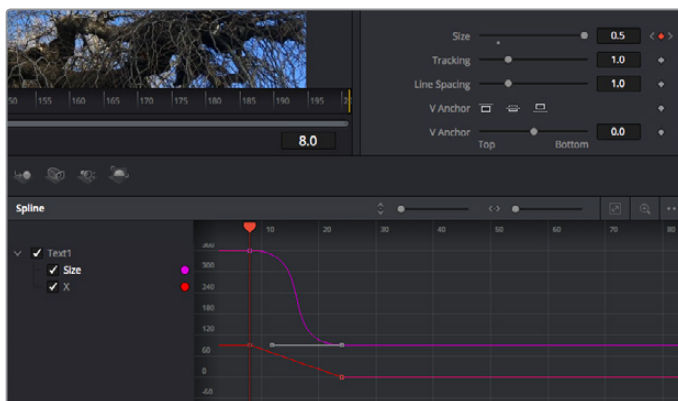 Size 0.5
Tracking 1.0
Line Spacing 1.0
V Anchor
V Anchor 0.0
Top Bottom
155 160 165 170 175 180 185 190 195
8.0
Spline
10 20 30 40 50 60 70 80
Text1
Size
X
300
240
180
120
60
0
-60